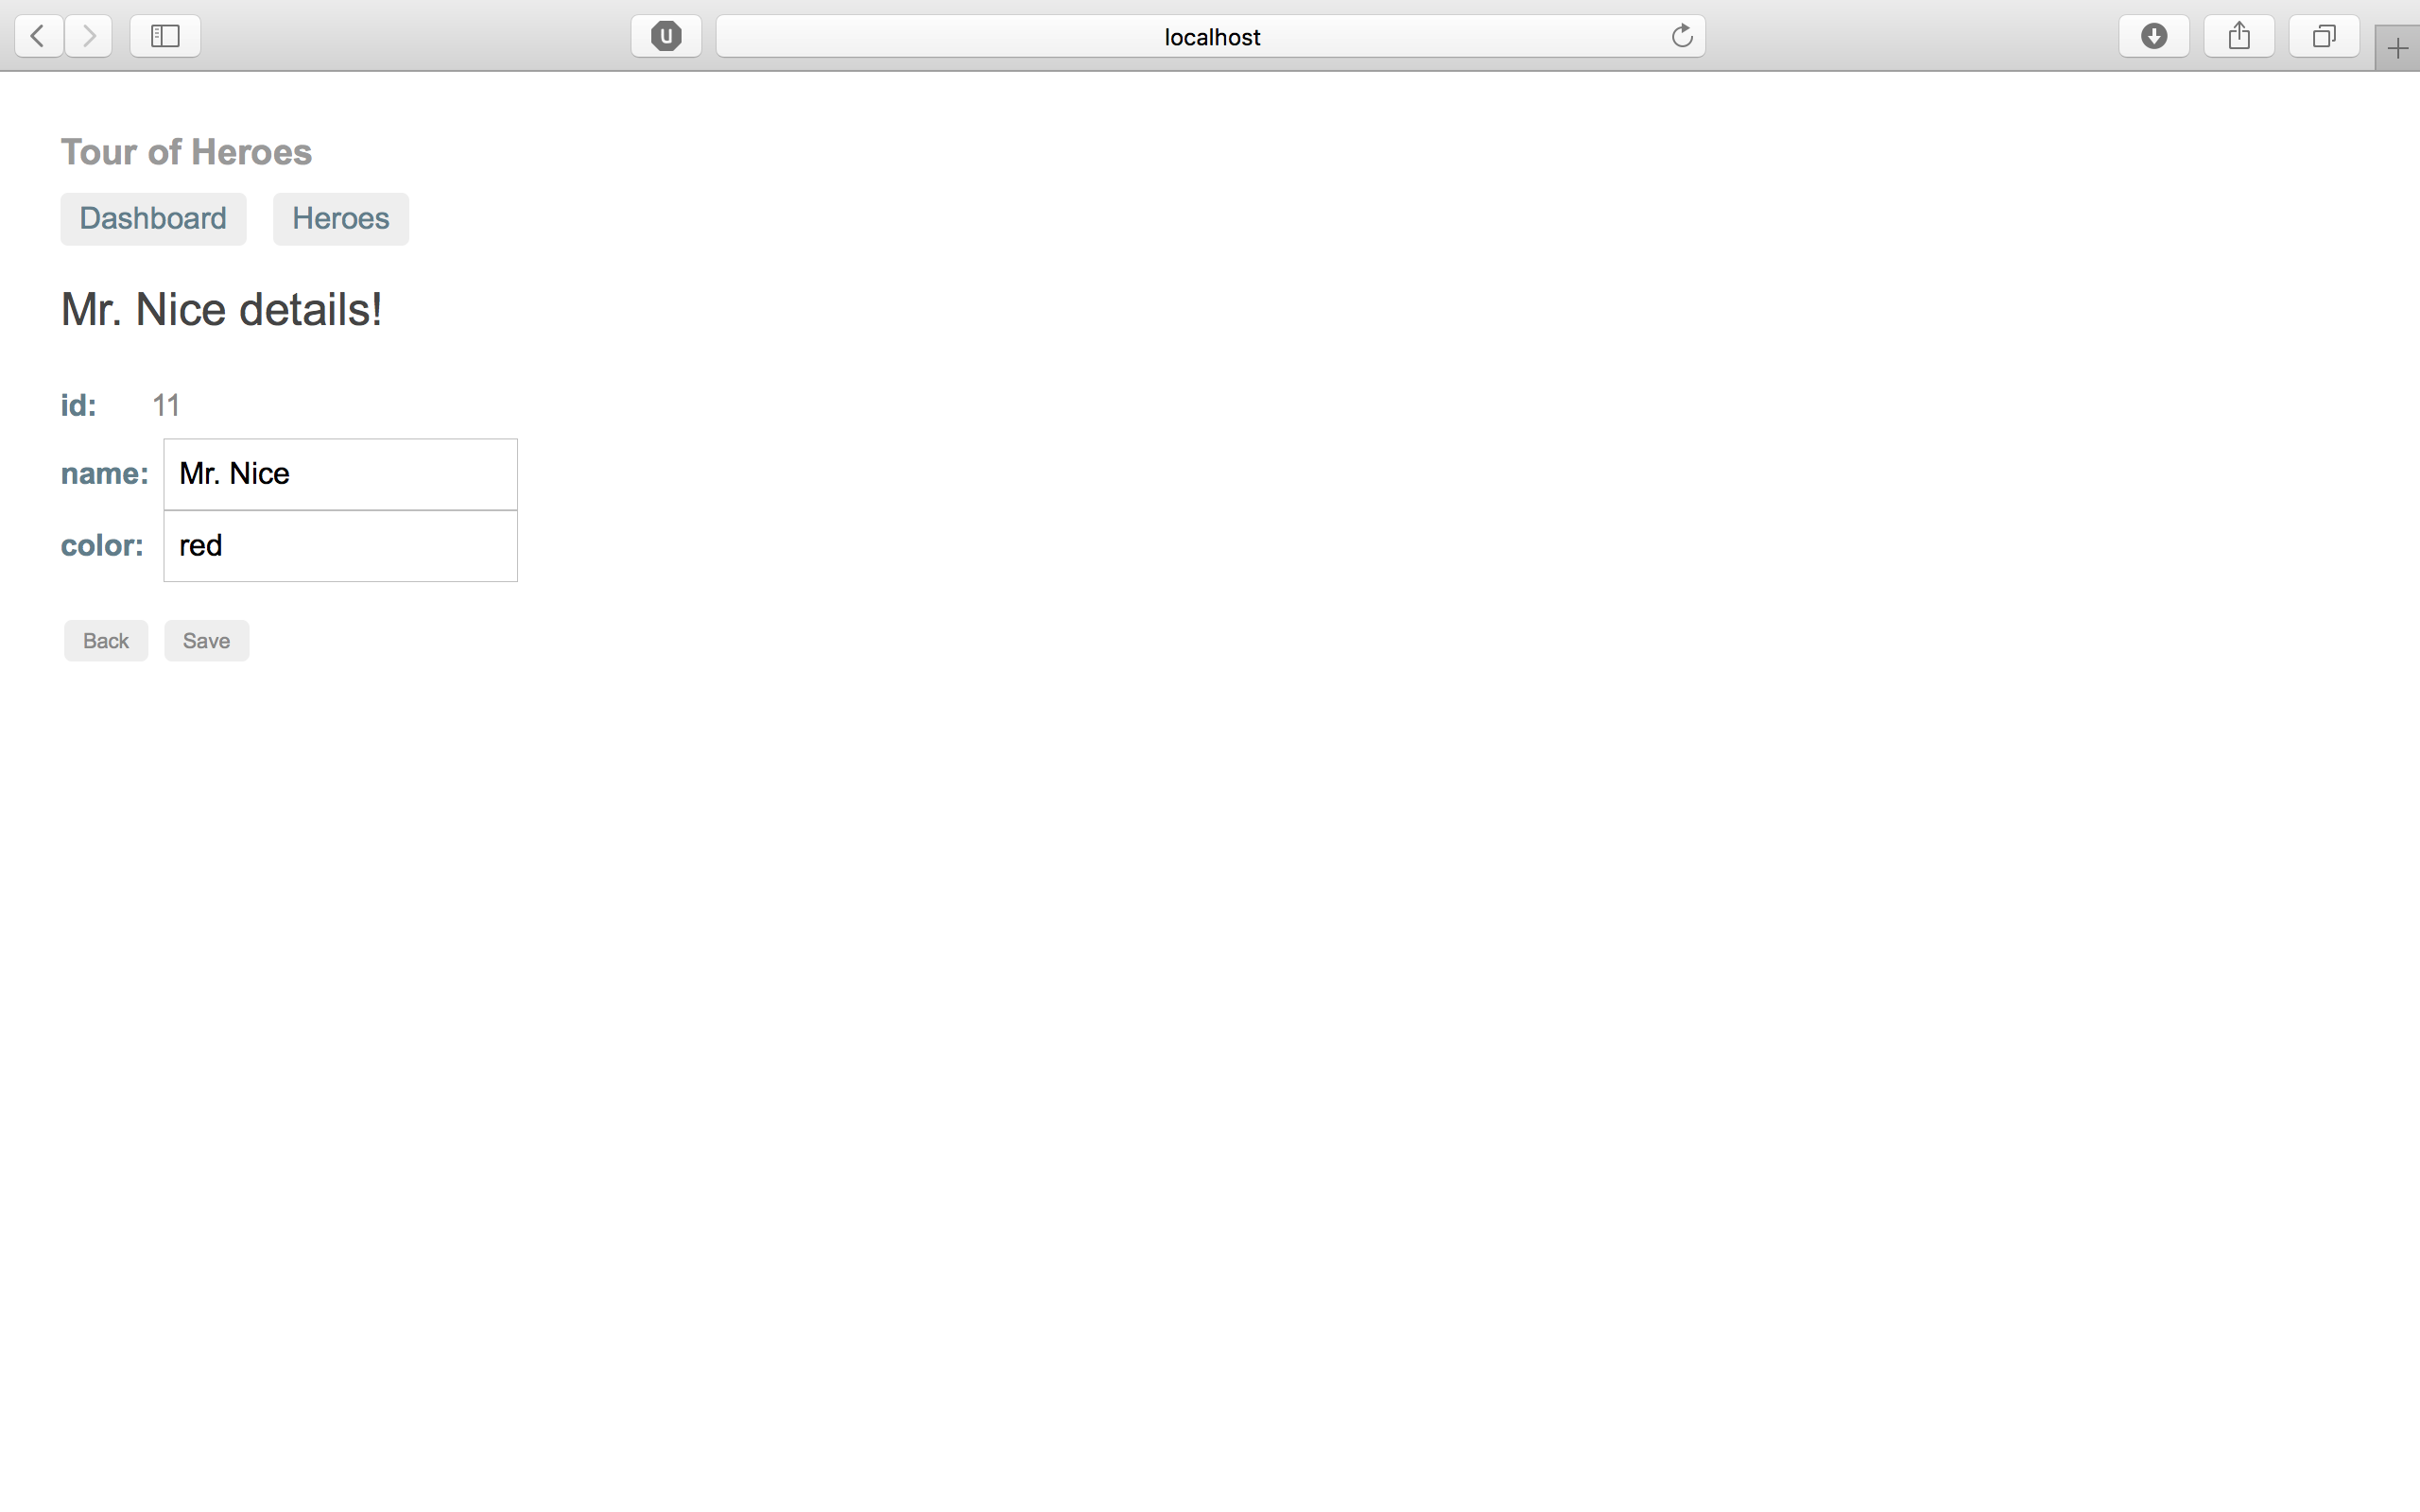 U
localhost
Tour of Heroes
Dashboard Heroes
Mr. Nice details!
id: 11
name: Mr. Nice
color: red
Back Save